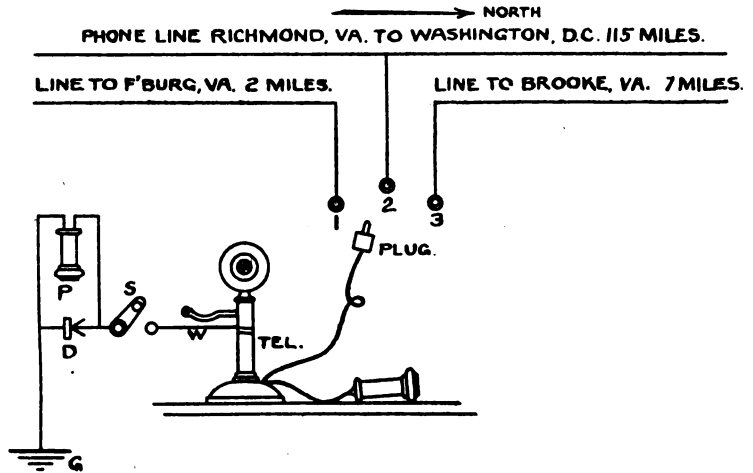 NORTH
PHONE LINE RICHMOND, VA. TO WASHINGTON, D.C. 115 MILES.
LINE TO F'BURG, VA. 2 MILES.
LINE TO BROOKE, VA. 7 MILES.
1
2
3
PLUG.
P
S
D
W
TEL.
G